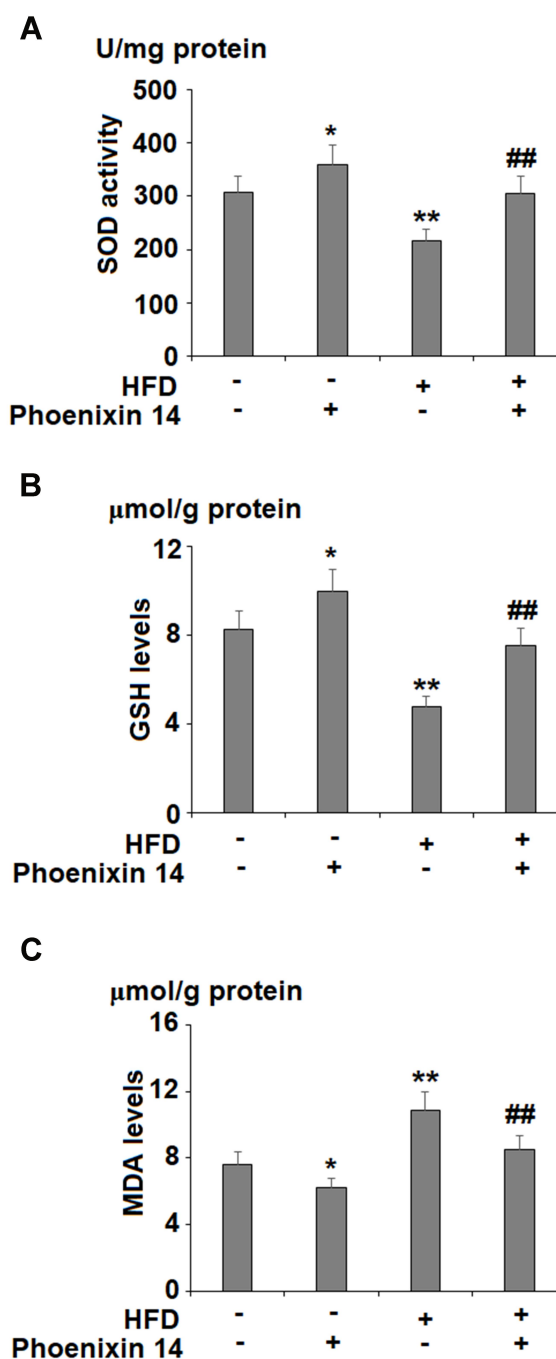 A
U/mg protein
SOD activity
500
400
300
200
100
0
*
**
##
HFD - - + +
Phoenixin 14 - + - +
B
μmol/g protein
GSH levels
12
8
4
0
*
**
##
HFD - - + +
Phoenixin 14 - + - +
C
μmol/g protein
MDA levels
16
12
8
4
0
*
**
##
HFD - - + +
Phoenixin 14 - + - +